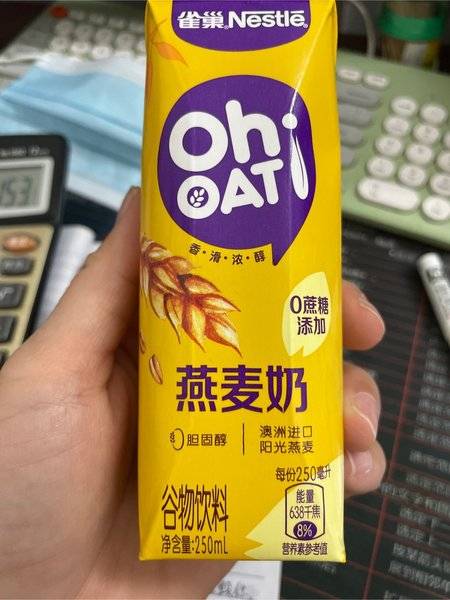 雀巢 Nestlé
Oh
OAT
香·滑·浓·醇
0蔗糖
添加
燕麦奶
0胆固醇
澳洲进口
阳光燕麦
每份250毫升
能量
638千焦
8%
营养素参考值
谷物饮料
净含量:250mL